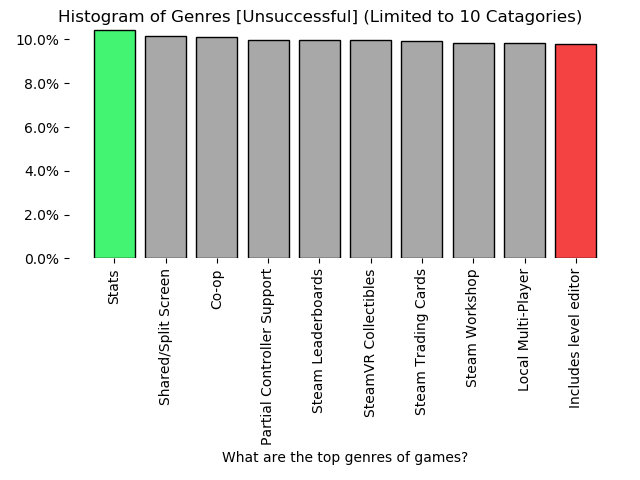 Histogram of Genres [Unsuccessful] (Limited to 10 Catagories)
10.0%
8.0%
6.0%
4.0%
2.0%
0.0%
Stats
Shared/Split Screen
Co-op
Partial Controller Support
Steam Leaderboards
SteamVR Collectibles
Steam Trading Cards
Steam Workshop
Local Multi-Player
Includes level editor
What are the top genres of games?